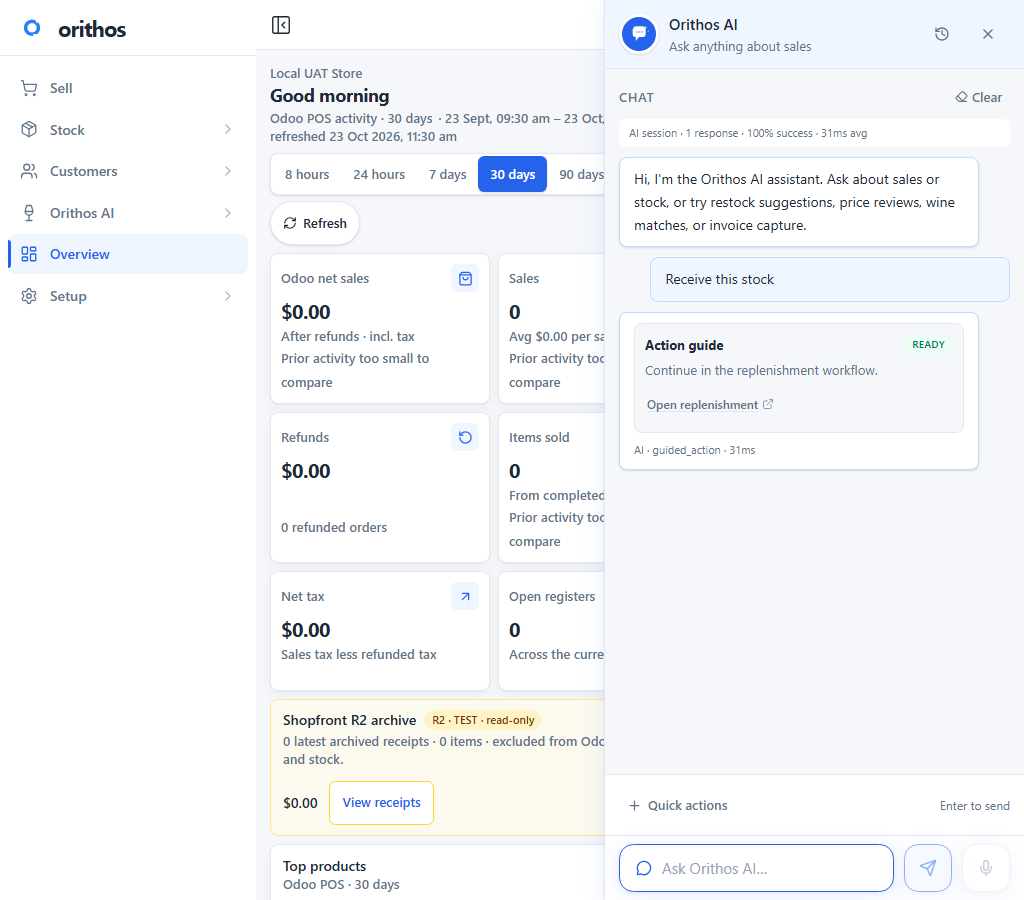 orithos
Sell
Stock
Customers
Orithos AI
Overview
Setup
Local UAT Store
Good morning
Odoo POS activity · 30 days · 23 Sept, 09:30 am – 23 Oct,
refreshed 23 Oct 2026, 11:30 am
8 hours
24 hours
7 days
30 days
90 days
Refresh
Odoo net sales
$0.00
After refunds · incl. tax
Prior activity too small to
compare
Sales
0
Avg $0.00 per sa
Prior activity too
compare
Refunds
$0.00
0 refunded orders
Items sold
0
From completed
Prior activity too
compare
Net tax
$0.00
Sales tax less refunded tax
Open registers
0
Across the curre
Shopfront R2 archive
R2 · TEST · read-only
0 latest archived receipts · 0 items · excluded from Odo
and stock.
$0.00
View receipts
Top products
Odoo POS · 30 days
Orithos AI
Ask anything about sales
CHAT
Clear
AI session · 1 response · 100% success · 31ms avg
Hi, I'm the Orithos AI assistant. Ask about sales or
stock, or try restock suggestions, price reviews, wine
matches, or invoice capture.
Receive this stock
Action guide
READY
Continue in the replenishment workflow.
Open replenishment
AI · guided_action · 31ms
Quick actions
Enter to send
Ask Orithos AI...